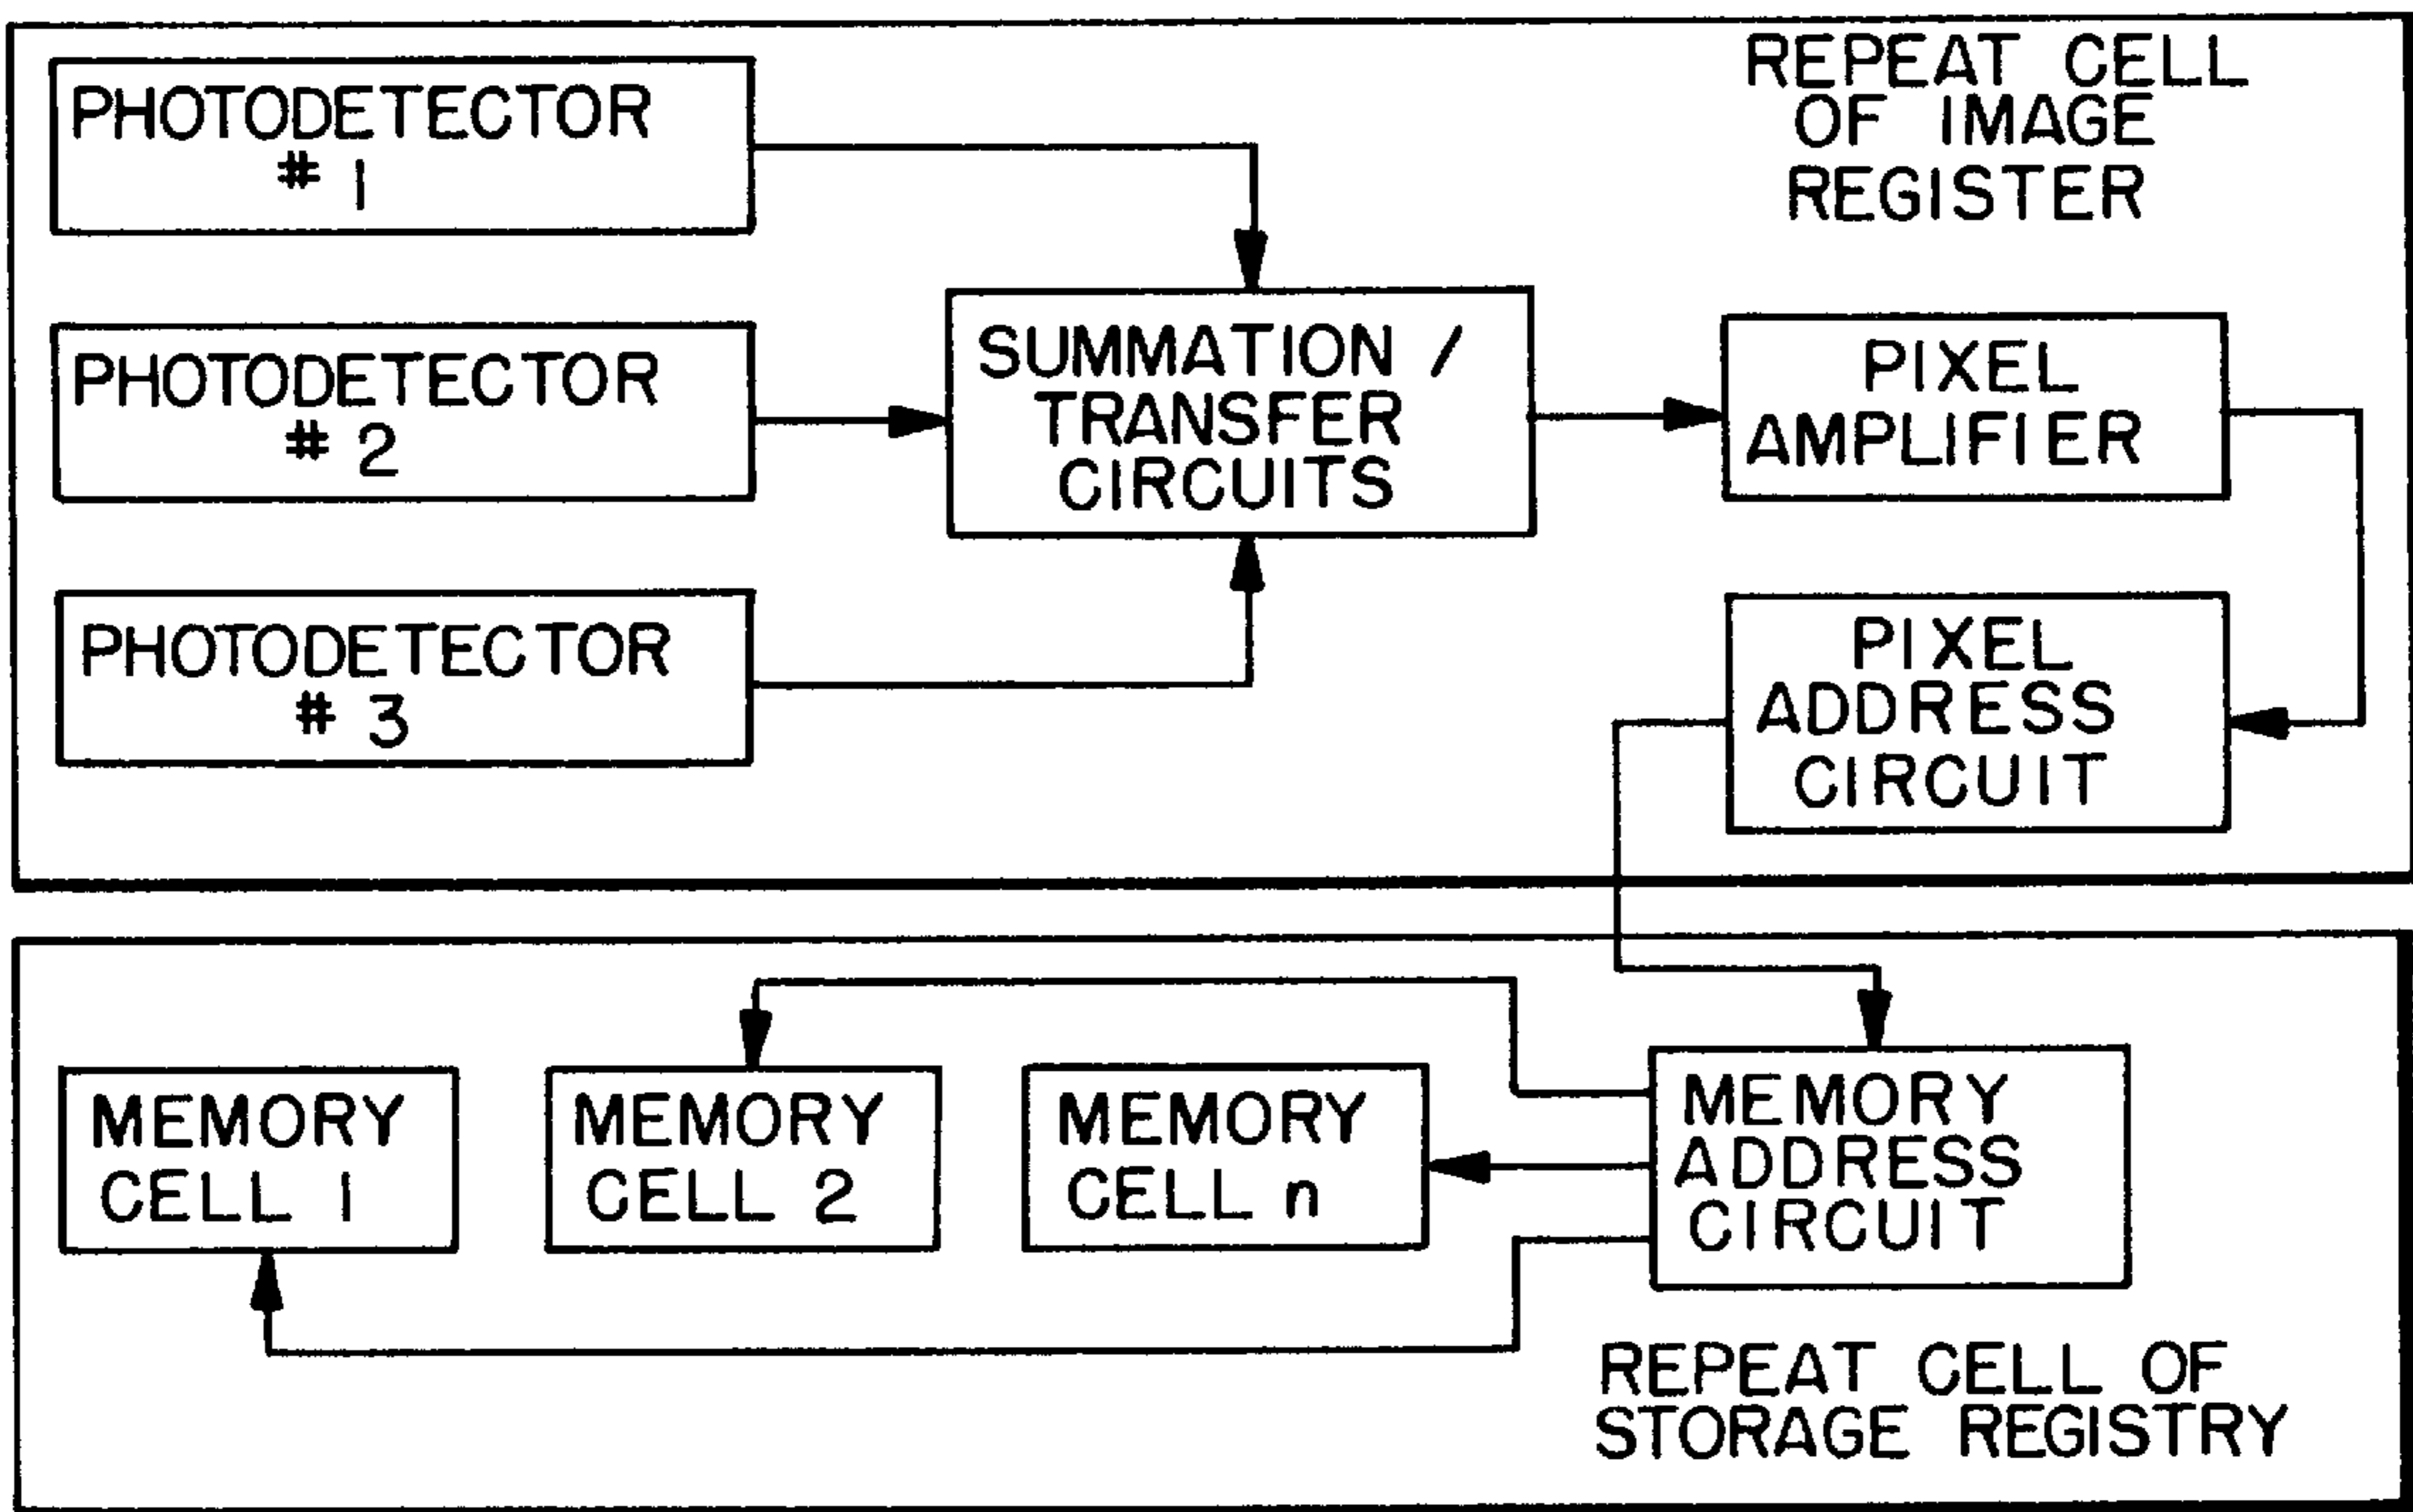 PHOTODETECTOR
# 1
REPEAT CELL
OF IMAGE
REGISTER
PHOTODETECTOR
# 2
SUMMATION /
TRANSFER
CIRCUITS
PIXEL
AMPLIFIER
PHOTODETECTOR
# 3
PIXEL
ADDRESS
CIRCUIT
MEMORY
CELL 1
MEMORY
CELL 2
MEMORY
CELL n
MEMORY
ADDRESS
CIRCUIT
REPEAT CELL OF
STORAGE REGISTRY